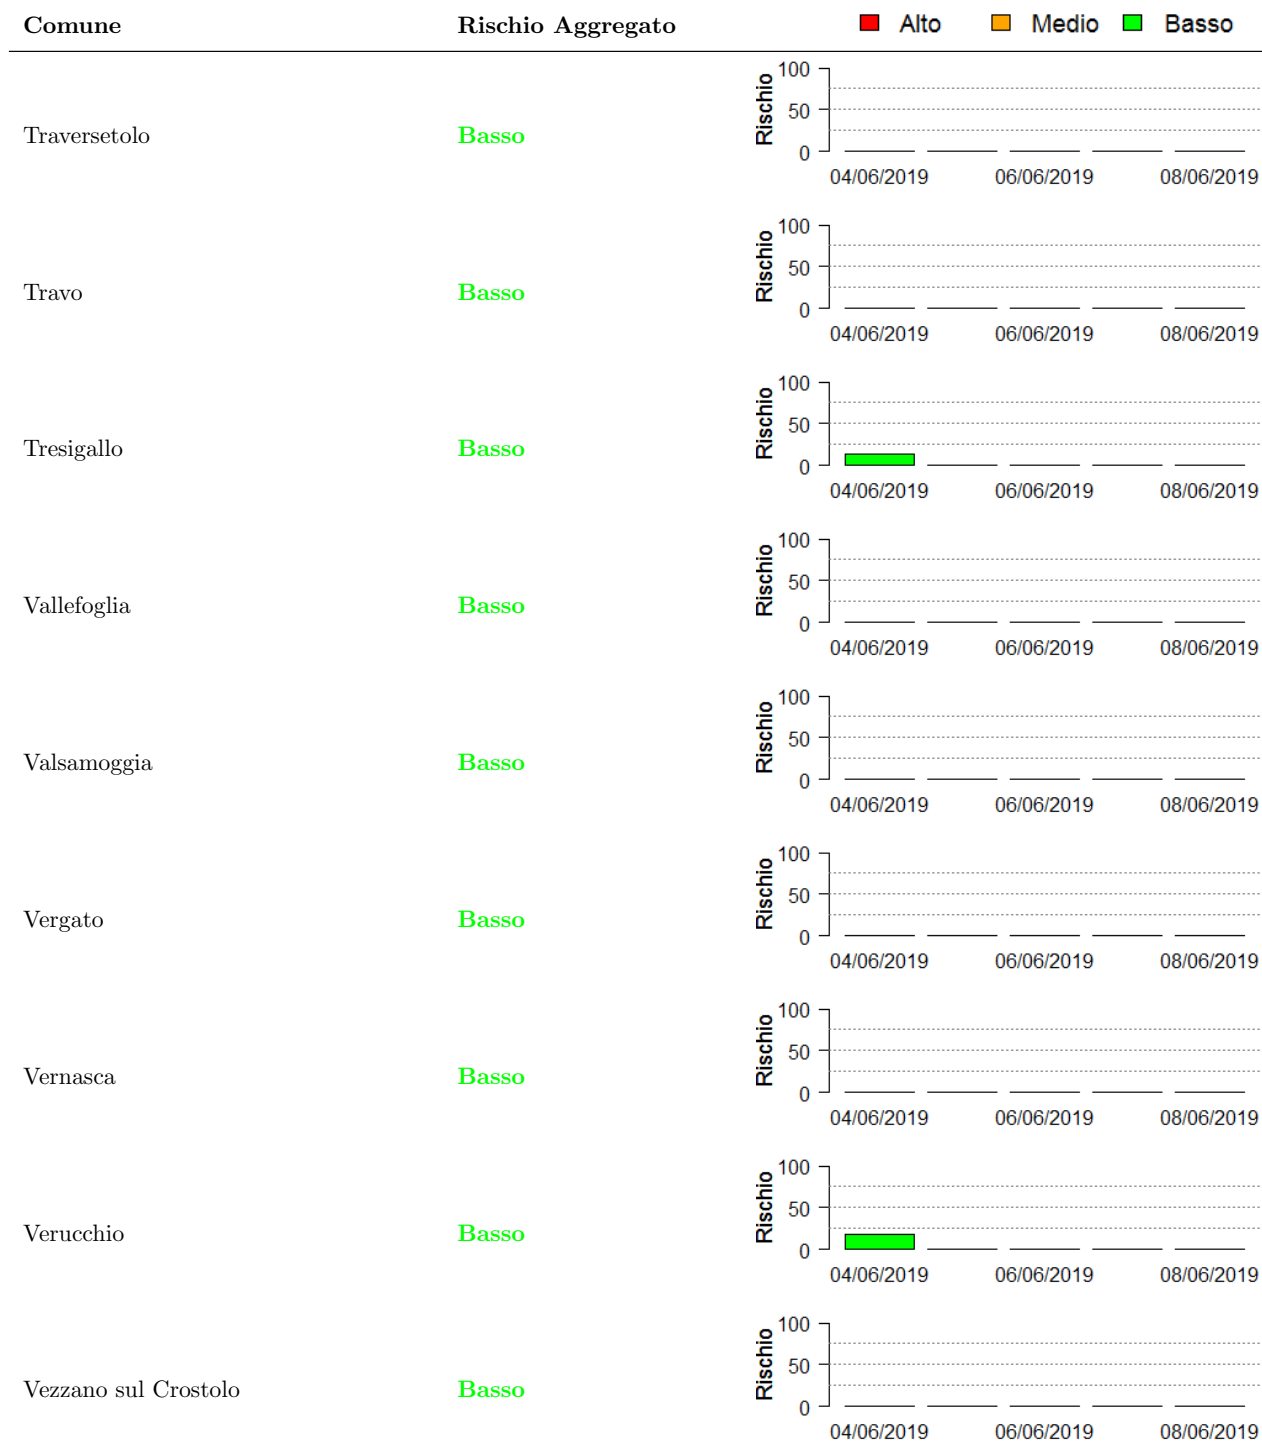 Comune Rischio Aggregato Alto Medio Basso
Traversetolo Basso Rischio 100 50 0
04/06/2019 06/06/2019 08/06/2019
Travo Basso Rischio 100 50 0
04/06/2019 06/06/2019 08/06/2019
Tresigallo Basso Rischio 100 50 0
04/06/2019 06/06/2019 08/06/2019
Vallefoglia Basso Rischio 100 50 0
04/06/2019 06/06/2019 08/06/2019
Valsamoggia Basso Rischio 100 50 0
04/06/2019 06/06/2019 08/06/2019
Vergato Basso Rischio 100 50 0
04/06/2019 06/06/2019 08/06/2019
Vernasca Basso Rischio 100 50 0
04/06/2019 06/06/2019 08/06/2019
Verucchio Basso Rischio 100 50 0
04/06/2019 06/06/2019 08/06/2019
Vezzano sul Crostolo Basso Rischio 100 50 0
04/06/2019 06/06/2019 08/06/2019